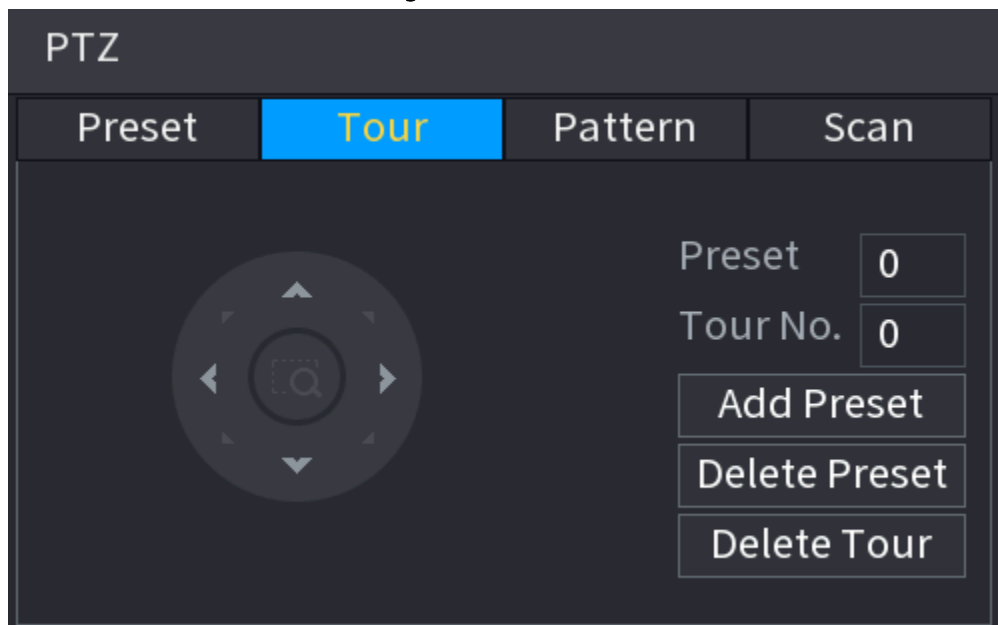 PTZ
Preset Tour Pattern Scan
Preset 0
Tour No. 0
Add Preset
Delete Preset
Delete Tour